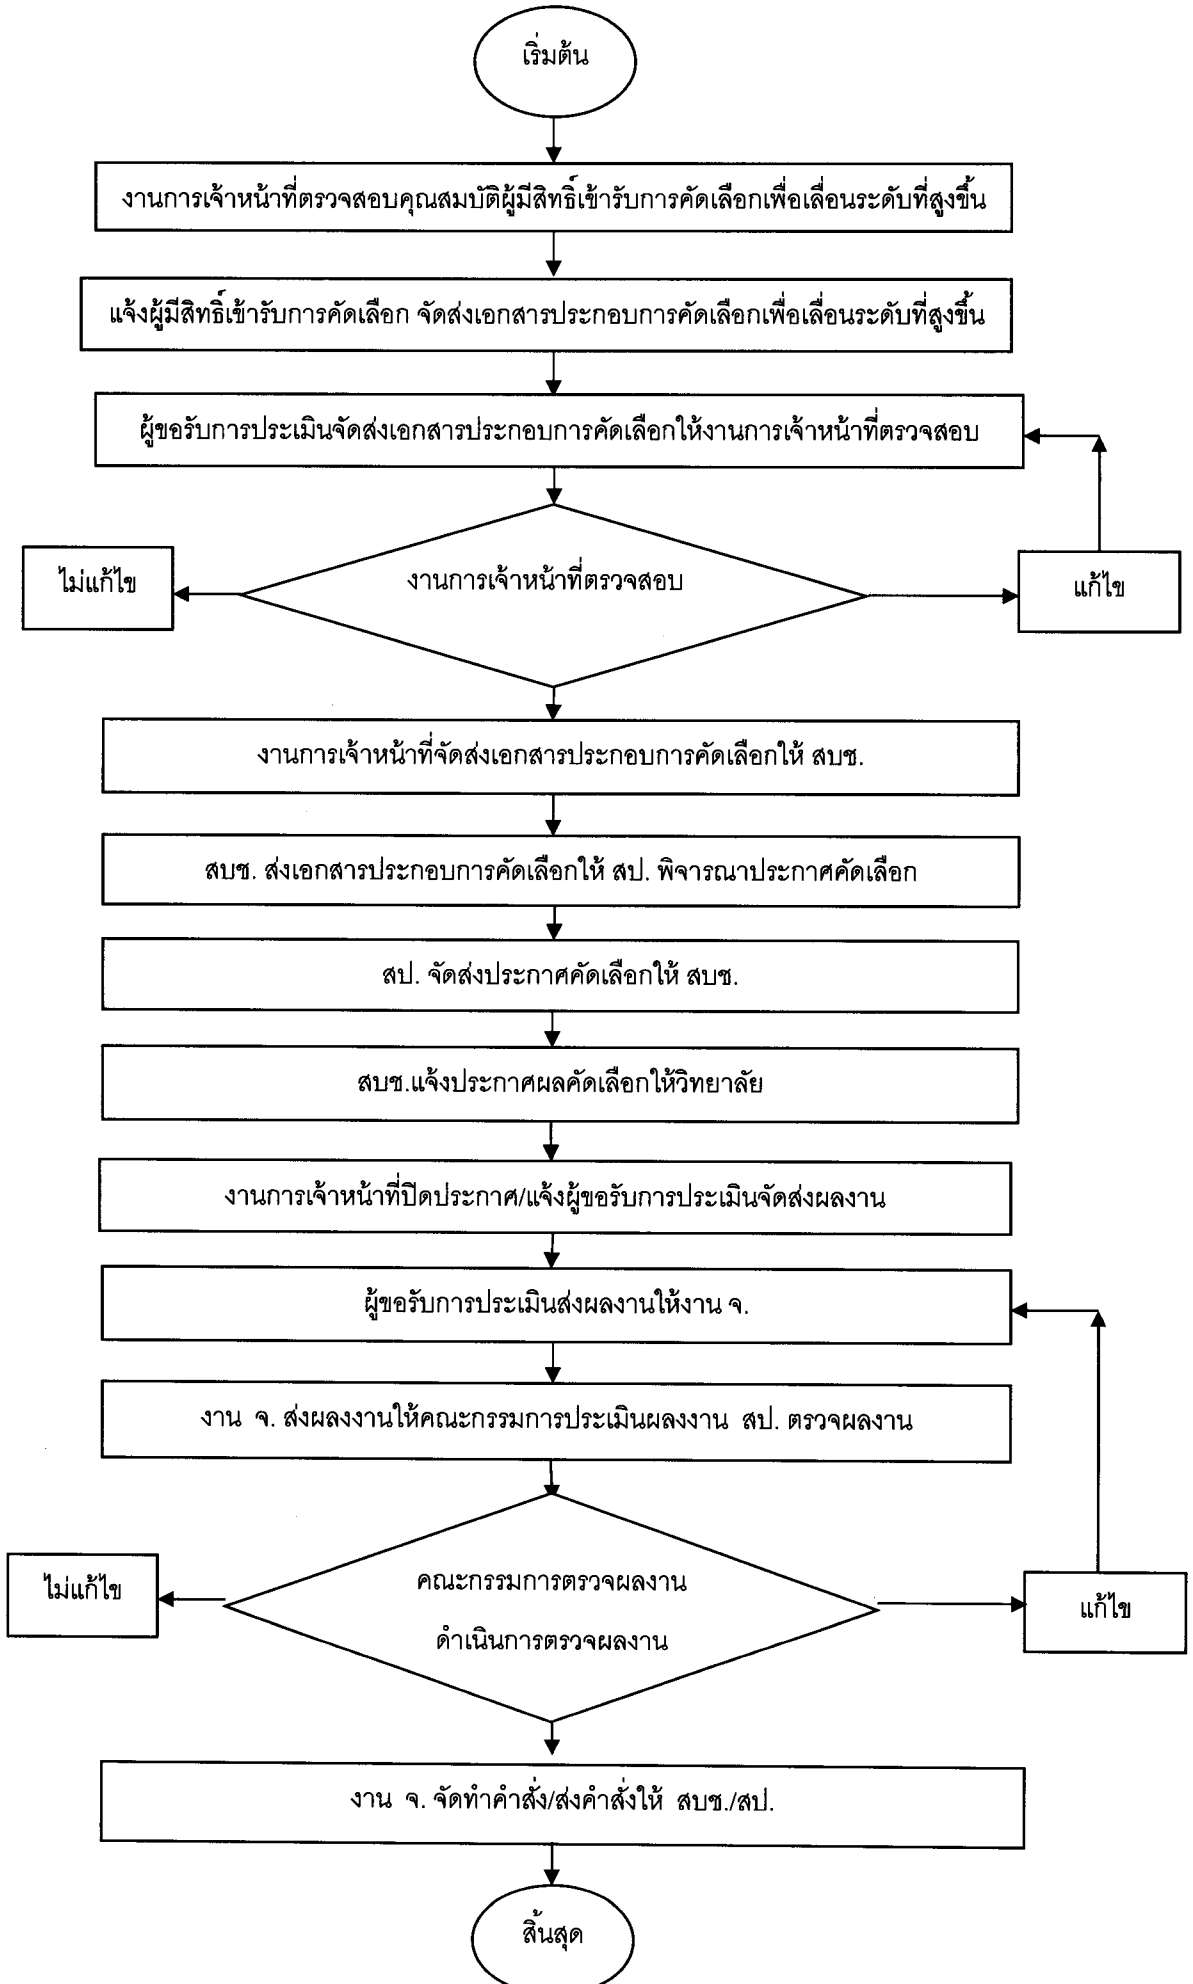 เริ่มต้น
งานการเจ้าหน้าที่ตรวจสอบคุณสมบัติผู้มีสิทธิ์เข้ารับการคัดเลือกเพื่อเลื่อนระดับที่สูงขึ้น
แจ้งผู้มีสิทธิ์เข้ารับการคัดเลือก จัดส่งเอกสารประกอบการคัดเลือกเพื่อเลื่อนระดับที่สูงขึ้น
ผู้ขอรับการประเมินจัดส่งเอกสารประกอบการคัดเลือกให้งานการเจ้าหน้าที่ตรวจสอบ
ไม่แก้ไข
งานการเจ้าหน้าที่ตรวจสอบ
แก้ไข
งานการเจ้าหน้าที่จัดส่งเอกสารประกอบการคัดเลือกให้ สบช.
สบช. ส่งเอกสารประกอบการคัดเลือกให้ สป. พิจารณาประกาศคัดเลือก
สป. จัดส่งประกาศคัดเลือกให้ สบช.
สบช.แจ้งประกาศผลคัดเลือกให้วิทยาลัย
งานการเจ้าหน้าที่ปิดประกาศ/แจ้งผู้ขอรับการประเมินจัดส่งผลงาน
ผู้ขอรับการประเมินส่งผลงานให้งาน จ.
งาน จ. ส่งผลงงานให้คณะกรรมการประเมินผลงงาน สป. ตรวจผลงาน
ไม่แก้ไข
คณะกรรมการตรวจผลงาน
ดำเนินการตรวจผลงาน
แก้ไข
งาน จ. จัดทำคำสั่ง/ส่งคำสั่งให้ สบช./สป.
สิ้นสุด